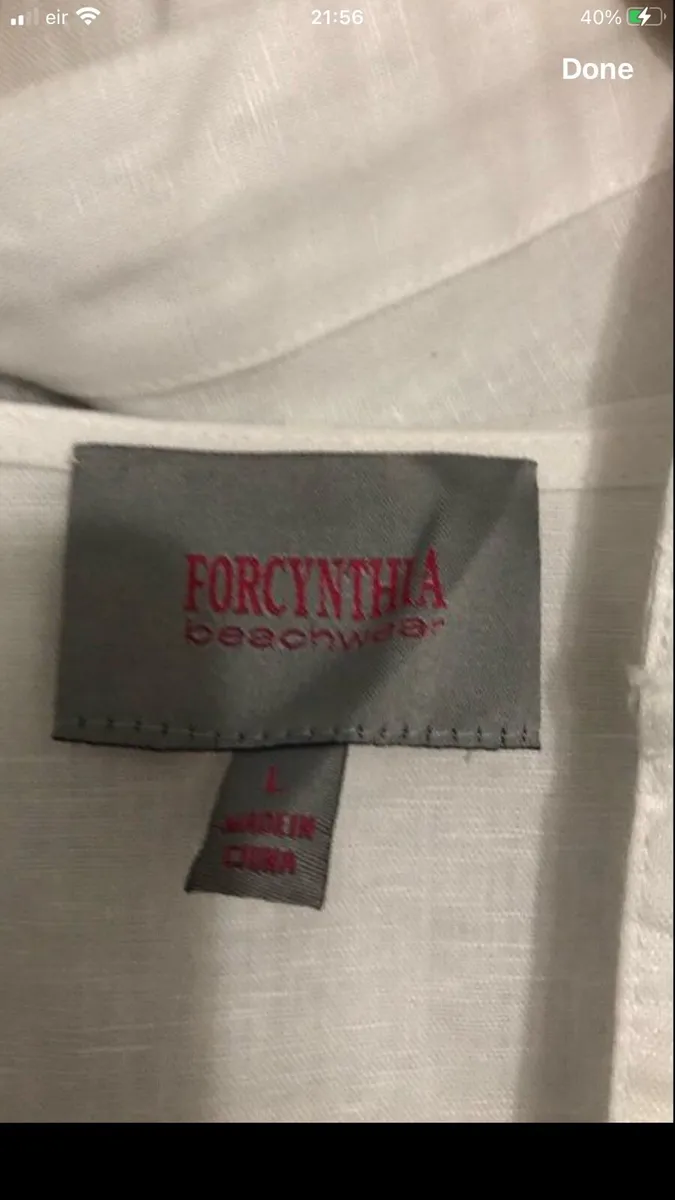 eir 21:56 40%
Done
FORCYNTHIA
beachwear
L
MADE IN
CHINA